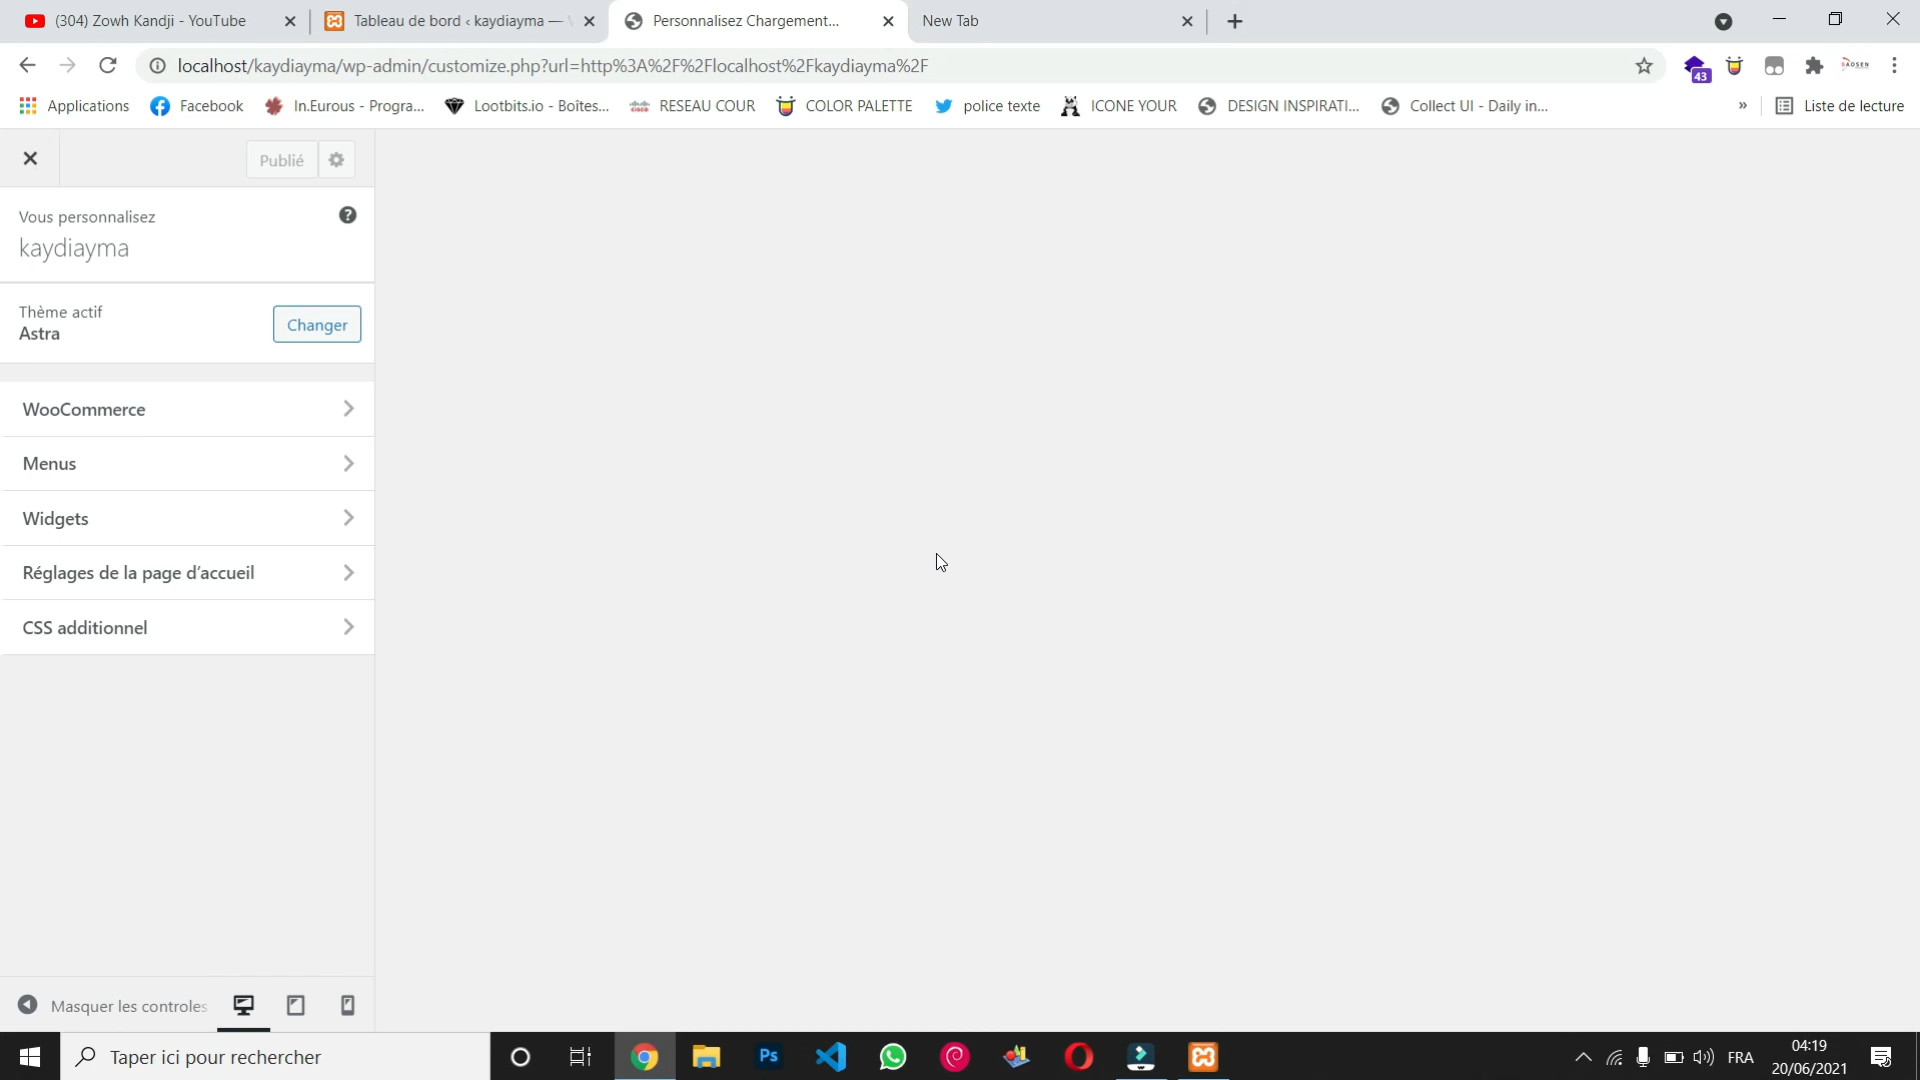 (304) Zowh Kandji - YouTube
Tableau de bord ‹ kaydiayma —
Personnalisez Chargement...
New Tab
localhost/kaydiayma/wp-admin/customize.php?url=http%3A%2F%2Flocalhost%2Fkaydiayma%2F
43
Applications
Facebook
In.Eurous - Progra...
Lootbits.io - Boîtes...
RESEAU COUR
COLOR PALETTE
police texte
ICONE YOUR
DESIGN INSPIRATI...
Collect UI - Daily in...
»
Liste de lecture
Publié
Vous personnalisez
kaydiayma
Thème actif
Astra
Changer
WooCommerce
Menus
Widgets
Réglages de la page d’accueil
CSS additionnel
Masquer les controles
Taper ici pour rechercher
Ps
FRA
04:19
20/06/2021